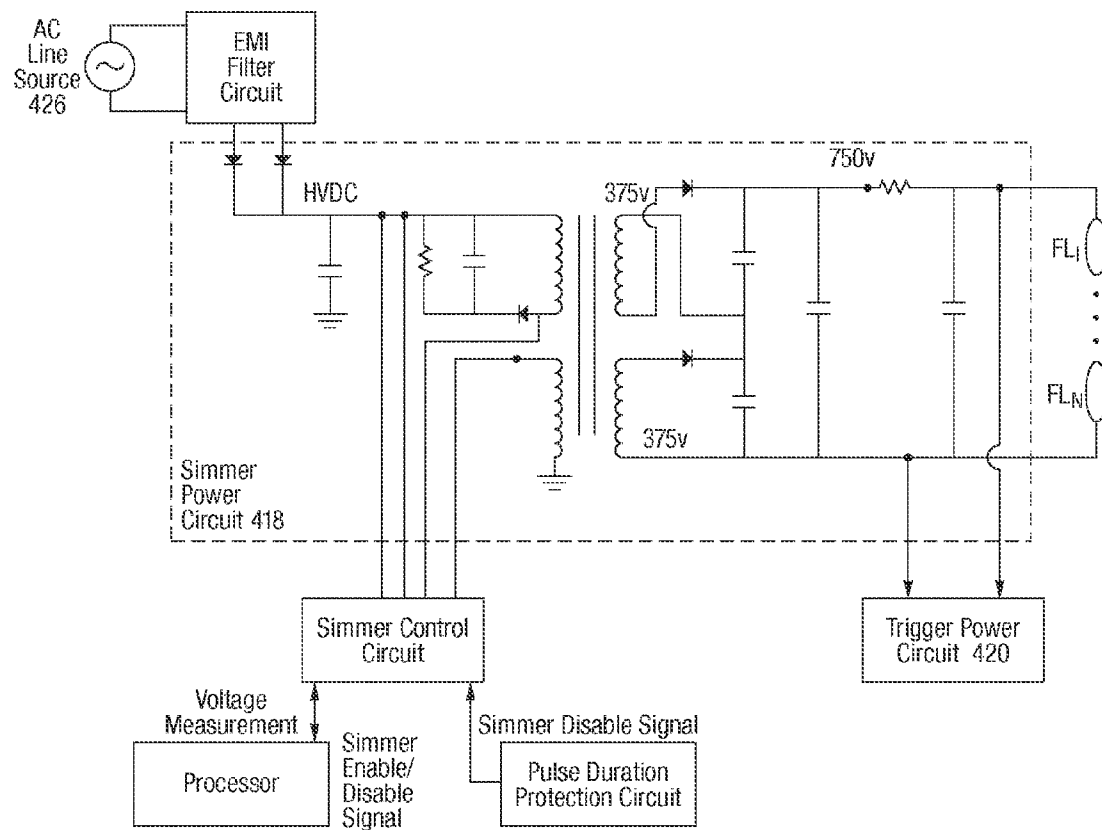 AC
Line
Source
426
EMI
Filter
Circuit
HVDC
375v
750v
FL1
FLN
375v
Simmer
Power
Circuit 418
Simmer Control
Circuit
Trigger Power
Circuit 420
Voltage
Measurement
Simmer Disable Signal
Processor
Simmer
Enable/
Disable
Signal
Pulse Duration
Protection Circuit